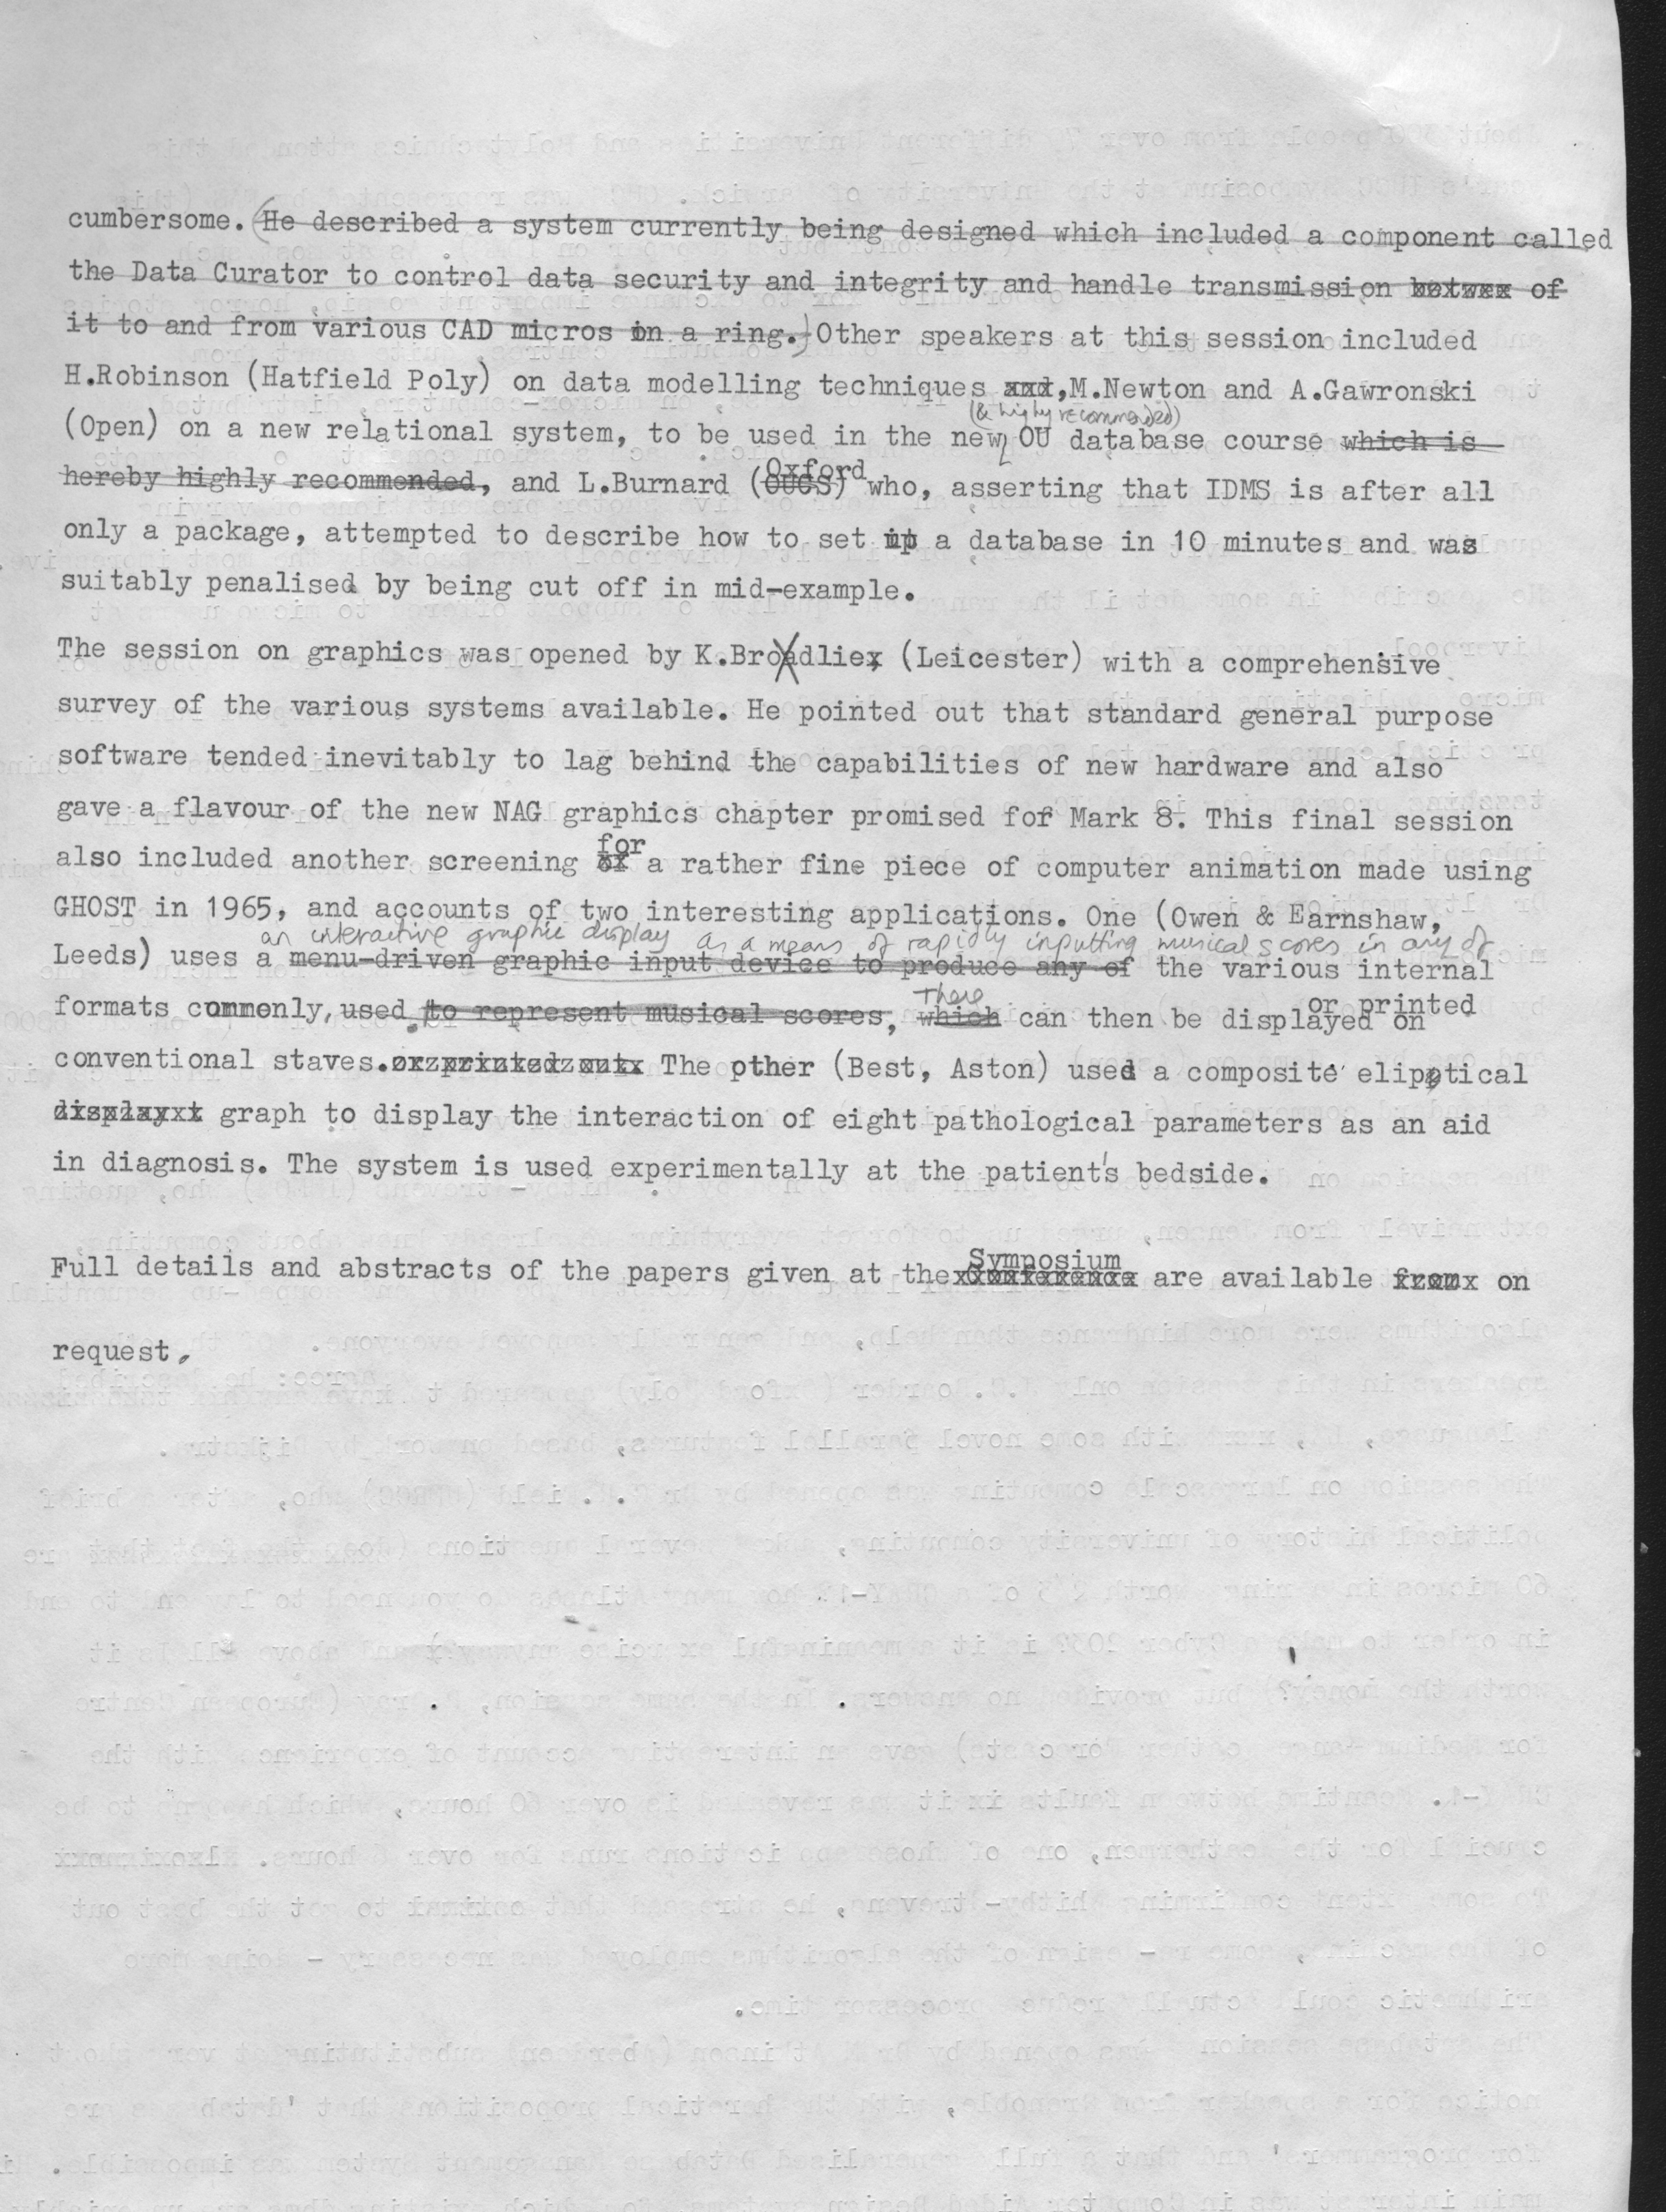 cumbersome. (He described a system currently being designed which included a component called
the Data Curator to control data security and integrity and handle transmission betwee of
it to and from various CAD micros in a ring.) Other speakers at this session included
H.Robinson (Hatfield Poly) on data modelling techniques and,M.Newton and A.Gawronski
(& highly recommended)
(Open) on a new relational system, to be used in the new OU database course which is
Oxford
hereby highly recommended, and L.Burnard (OUCS) who, asserting that IDMS is after all
only a package, attempted to describe how to set up a database in 10 minutes and was
suitably penalised by being cut off in mid-example.
The session on graphics was opened by K.Broadlie (Leicester) with a comprehensive
survey of the various systems available. He pointed out that standard general purpose
software tended inevitably to lag behind the capabilities of new hardware and also
gave a flavour of the new NAG graphics chapter promised for Mark 8. This final session
for
also included another screening of a rather fine piece of computer animation made using
GHOST in 1965, and accounts of two interesting applications. One (Owen & Earnshaw,
an interactive graphic display as a means of rapidly inputting musical scores in any of
Leeds) uses a menu-driven graphic input device to produce any of the various internal
There or printed
formats commonly used to represent musical scores, which can then be displayed on
conventional staves. or printed out The other (Best, Aston) used a composite eliptical
display graph to display the interaction of eight pathological parameters as an aid
in diagnosis. The system is used experimentally at the patient's bedside.
Symposium
Full details and abstracts of the papers given at the Conference are available from on
request.